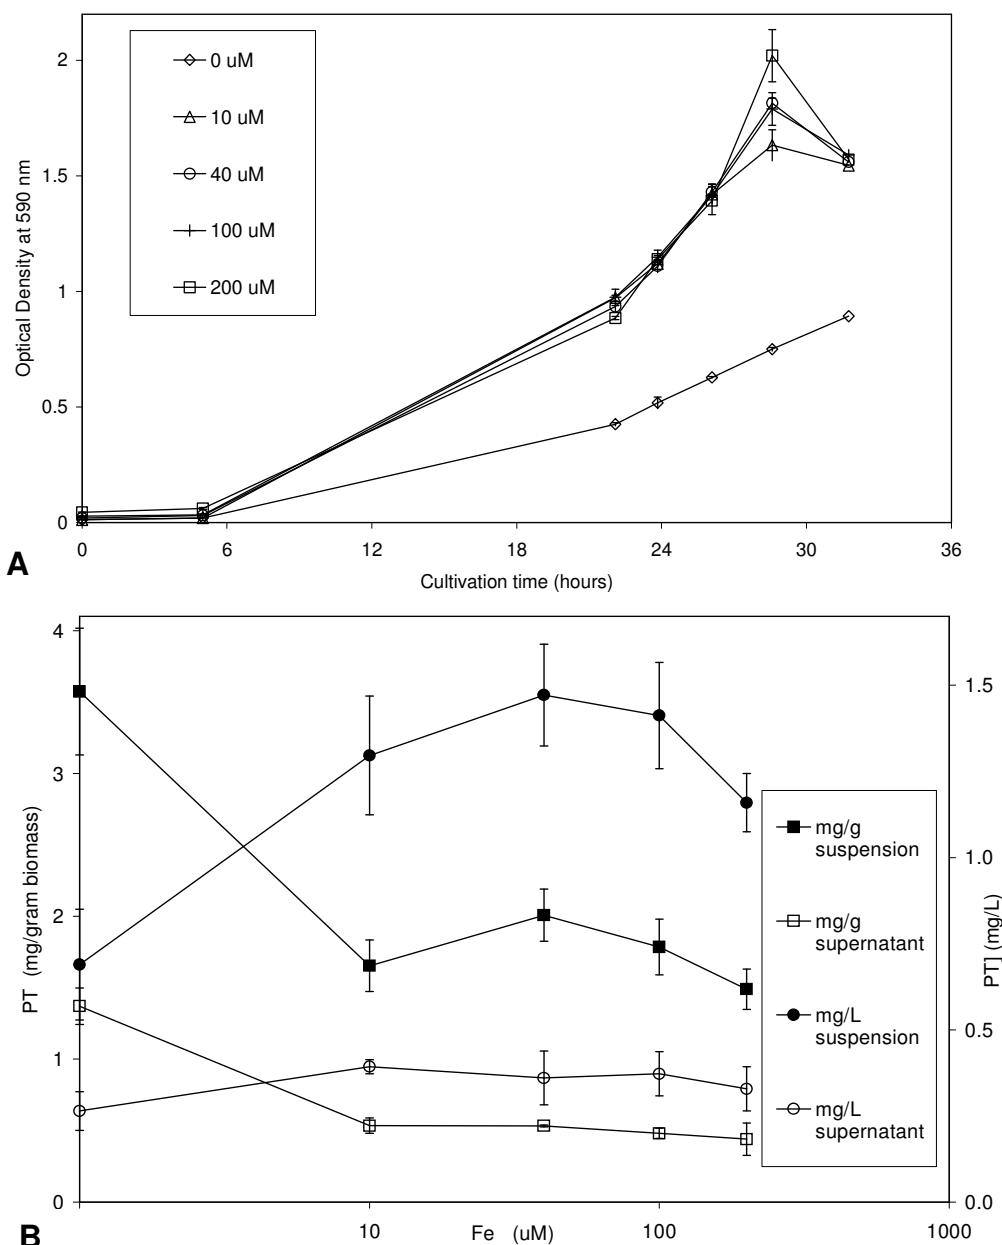 2
1.5
1
0.5
0
Optical Density at 590 nm
0 uM
10 uM
40 uM
100 uM
200 uM
0 6 12 18 24 30 36
Cultivation time (hours)
A
4
3
2
1
0
PT (mg/gram biomass)
1.5
1.0
0.5
0.0
PT] (mg/L)
mg/g
suspension
mg/g
supernatant
mg/L
suspension
mg/L
supernatant
10 100 1000
Fe (uM)
B